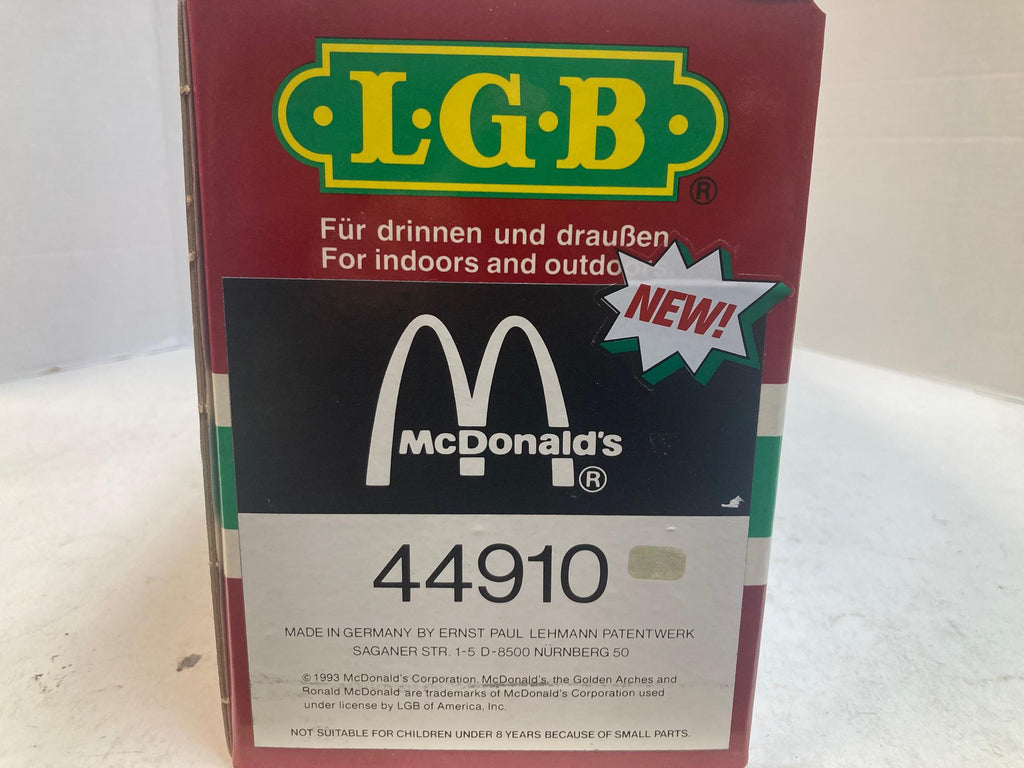 L·G·B
®
Für drinnen und draußen
For indoors and outdoors.
NEW!
McDonald's
®
44910
MADE IN GERMANY BY ERNST PAUL LEHMANN PATENTWERK
SAGANER STR. 1-5 D-8500 NÜRNBERG 50
© 1993 McDonald's Corporation. McDonald's, the Golden Arches and
Ronald McDonald are trademarks of McDonald's Corporation used
under license by LGB of America, Inc.
NOT SUITABLE FOR CHILDREN UNDER 8 YEARS BECAUSE OF SMALL PARTS.